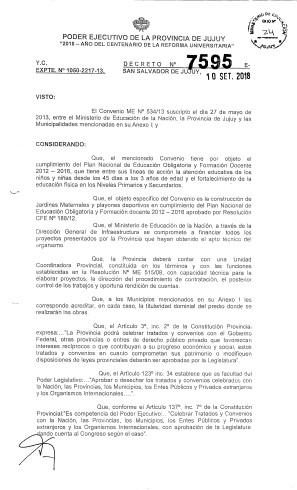 PODER EJECUTIVO DE LA PROVINCIA DE JUJUY
"2018 – AÑO DEL CENTENARIO DE LA REFORMA UNIVERSITARIA"
Y.C.
DECRETO Nº 7595 E-
EXPTE. Nº 1050-2217-13.
SAN SALVADOR DE JUJUY, 10 SET. 2018
VISTO:
El Convenio ME Nº 534/13 suscripto el día 27 de mayo de
2013, entre el Ministerio de Educación de la Nación, la Provincia de Jujuy y las
Municipalidades mencionadas en su Anexo I, y
CONSIDERANDO:
Que, el mencionado Convenio tiene por objeto el
cumplimiento del Plan Nacional de Educación Obligatoria y Formación Docente
2012 – 2016, que tiene entre sus líneas de acción la atención educativa de los
niños y niñas desde los 45 días a los 3 años de edad y el fortalecimiento de la
educación física en los Niveles Primarios y Secundarios.
Que, el objeto específico del Convenio es la construcción de
Jardines Maternales y playones deportivos en cumplimiento del Plan Nacional
de Educación Obligatoria y Formación docente 2012 – 2016 aprobado por Resolución
CFE Nº 188/12.
Que, el Ministerio de Educación de la Nación, a través de la
Dirección General de Infraestructura se compromete a financiar todos los
proyectos presentados por la Provincia que hayan obtenido el apto técnico del
organismo.
Que, la Provincia deberá contar con una Unidad
Coordinadora Provincial, constituida en los términos y con las funciones
establecidas en la Resolución Nº ME 515/08, con capacidad técnica para la
elaborar proyectos, la dirección del procedimiento de contratación, el posterior
control de los trabajos y oportuna rendición de cuentas.
Que, a los Municipios mencionados en su Anexo I les
corresponde acreditar, en cada caso, la titularidad dominial del predio donde se
realizarán las obras.
Que, el Artículo 3º, inc. 2º de la Constitución Provincial
expresa:..."La Provincia podrá celebrar tratados y convenios con el Gobierno
Federal, otras provincias o entes de derecho público privado que favorezcan
intereses recíprocos o que contribuyan a su progreso económico y social, estos
tratados y convenios en cuanto comprometan sus patrimonio o modifiquen
disposiciones de leyes provinciales deberán ser aprobadas por la Legislatura".
Que, el Artículo 123º inc. 34 establece que es facultad del
Poder Legislativo:..."Aprobar o desechar los tratados y convenios celebrados con
la Nación, las Provincias, los Municipios, los Entes Públicos y Privados extranjeros
y los Organismos Internacionales...."
Que, conforme el Artículo 137º, inc. 7º de la Constitución
Provincial:"Es competencia del Poder Ejecutivo:..."Celebrar Tratados y Convenios
con la Nación, las Provincias, los Municipios, los Entes Públicos y Privados
extranjeros y los Organismos Internacionales, con aprobación de la Legislatura
dando cuenta al Congreso según el caso".